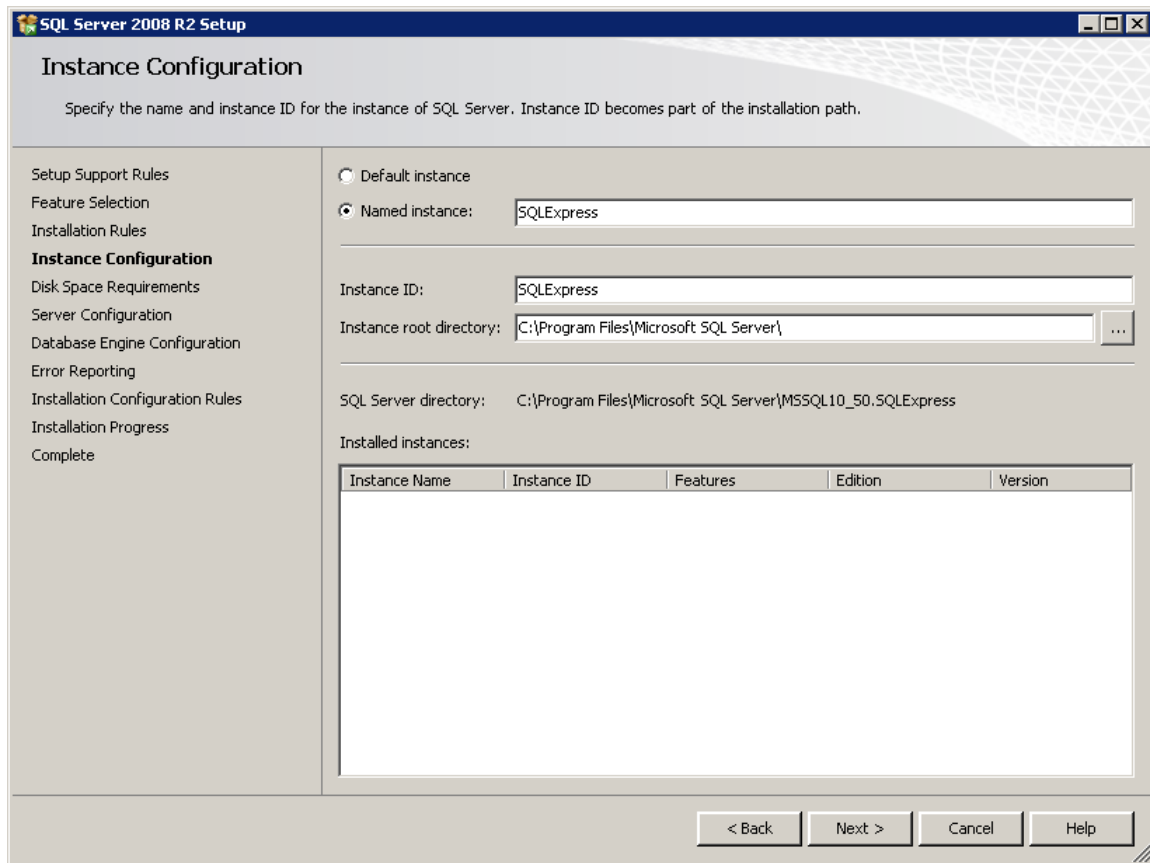 SQL Server 2008 R2 Setup
Instance Configuration
Specify the name and instance ID for the instance of SQL Server. Instance ID becomes part of the installation path.
Setup Support Rules
Feature Selection
Installation Rules
Instance Configuration
Disk Space Requirements
Server Configuration
Database Engine Configuration
Error Reporting
Installation Configuration Rules
Installation Progress
Complete
Default instance
Named instance: SQLExpress
Instance ID: SQLExpress
Instance root directory: C:\Program Files\Microsoft SQL Server\ ...
SQL Server directory: C:\Program Files\Microsoft SQL Server\MSSQL10_50.SQLExpress
Installed instances:
Instance Name Instance ID Features Edition Version
< Back Next > Cancel Help